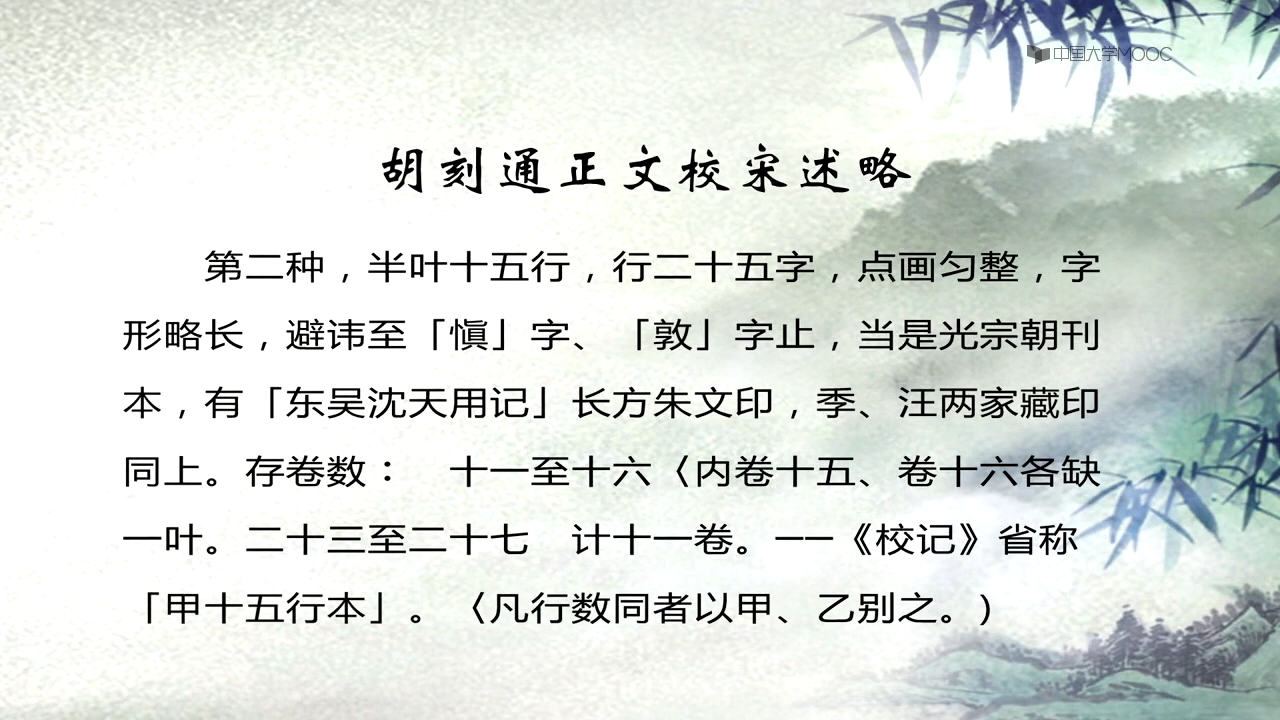 中国大学MOOC
胡刻通正文校宋述略
第二种，半叶十五行，行二十五字，点画匀整，字
形略长，避讳至「慎」字、「敦」字止，当是光宗朝刊
本，有「东吴沈天用记」长方朱文印，季、汪两家藏印
同上。存卷数：　十一至十六〈内卷十五、卷十六各缺
一叶。二十三至二十七　计十一卷。——《校记》省称
「甲十五行本」。〈凡行数同者以甲、乙别之。）